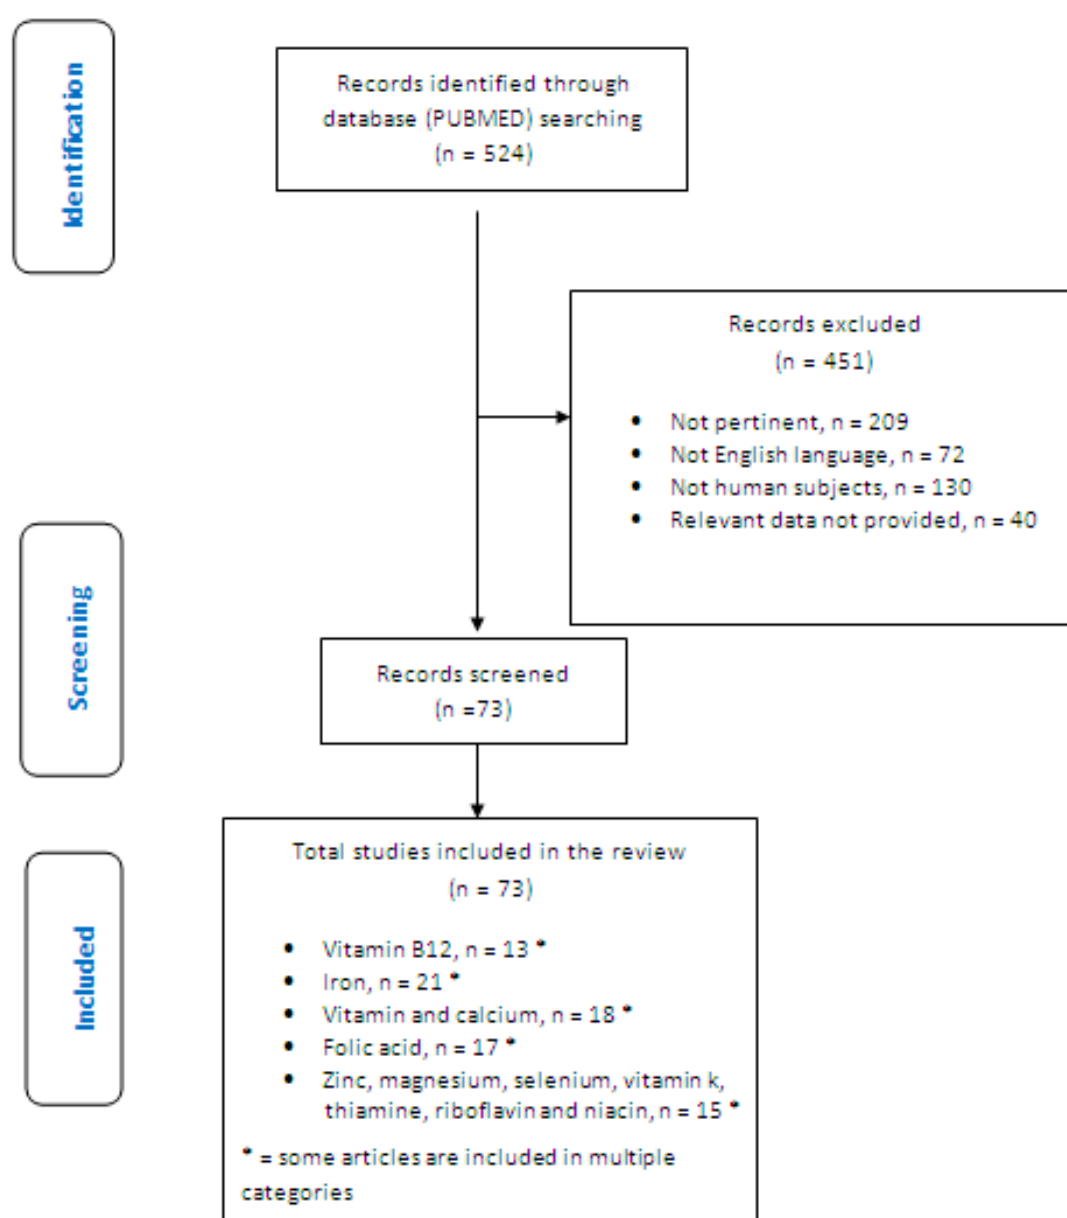 Identification
Records identified through
database (PUBMED) searching
(n = 524)
Records excluded
(n = 451)
• Not pertinent, n = 209
• Not English language, n = 72
• Not human subjects, n = 130
• Relevant data not provided, n = 40
Screening
Records screened
(n =73)
Included
Total studies included in the review
(n = 73)
• Vitamin B12, n = 13 *
• Iron, n = 21 *
• Vitamin and calcium, n = 18 *
• Folic acid, n = 17 *
• Zinc, magnesium, selenium, vitamin k,
thiamine, riboflavin and niacin, n = 15 *
* = some articles are included in multiple
categories